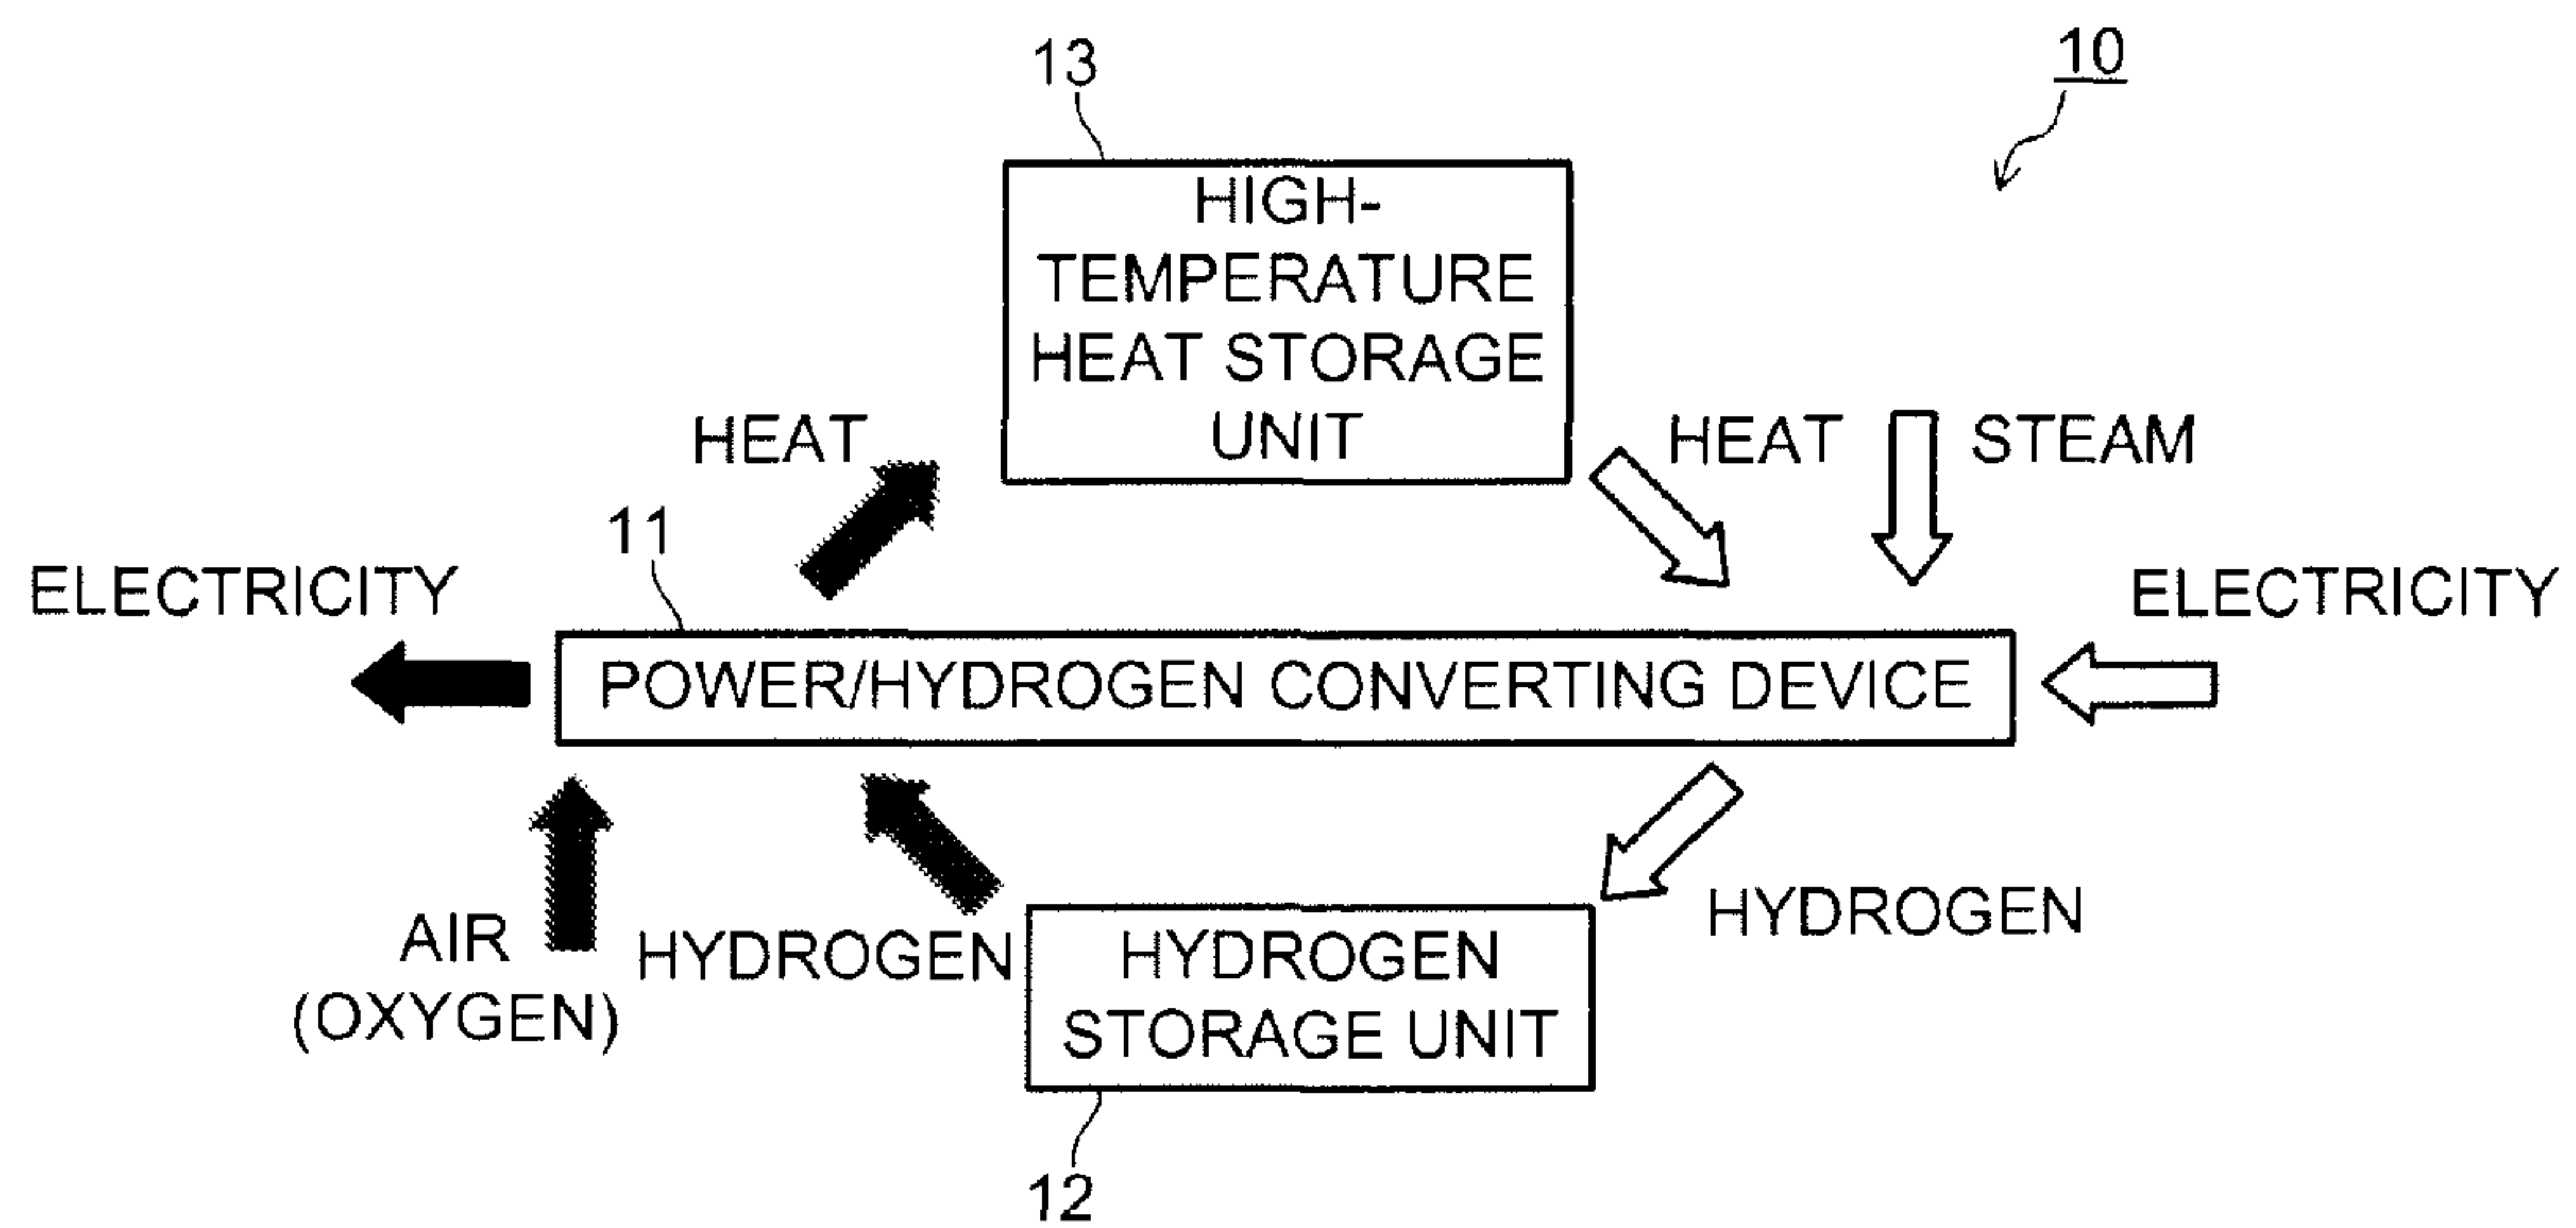 13
10
HIGH-
TEMPERATURE
HEAT STORAGE
UNIT
HEAT
HEAT
STEAM
11
ELECTRICITY
ELECTRICITY
POWER/HYDROGEN CONVERTING DEVICE
AIR
(OXYGEN)
HYDROGEN
HYDROGEN
STORAGE UNIT
HYDROGEN
12